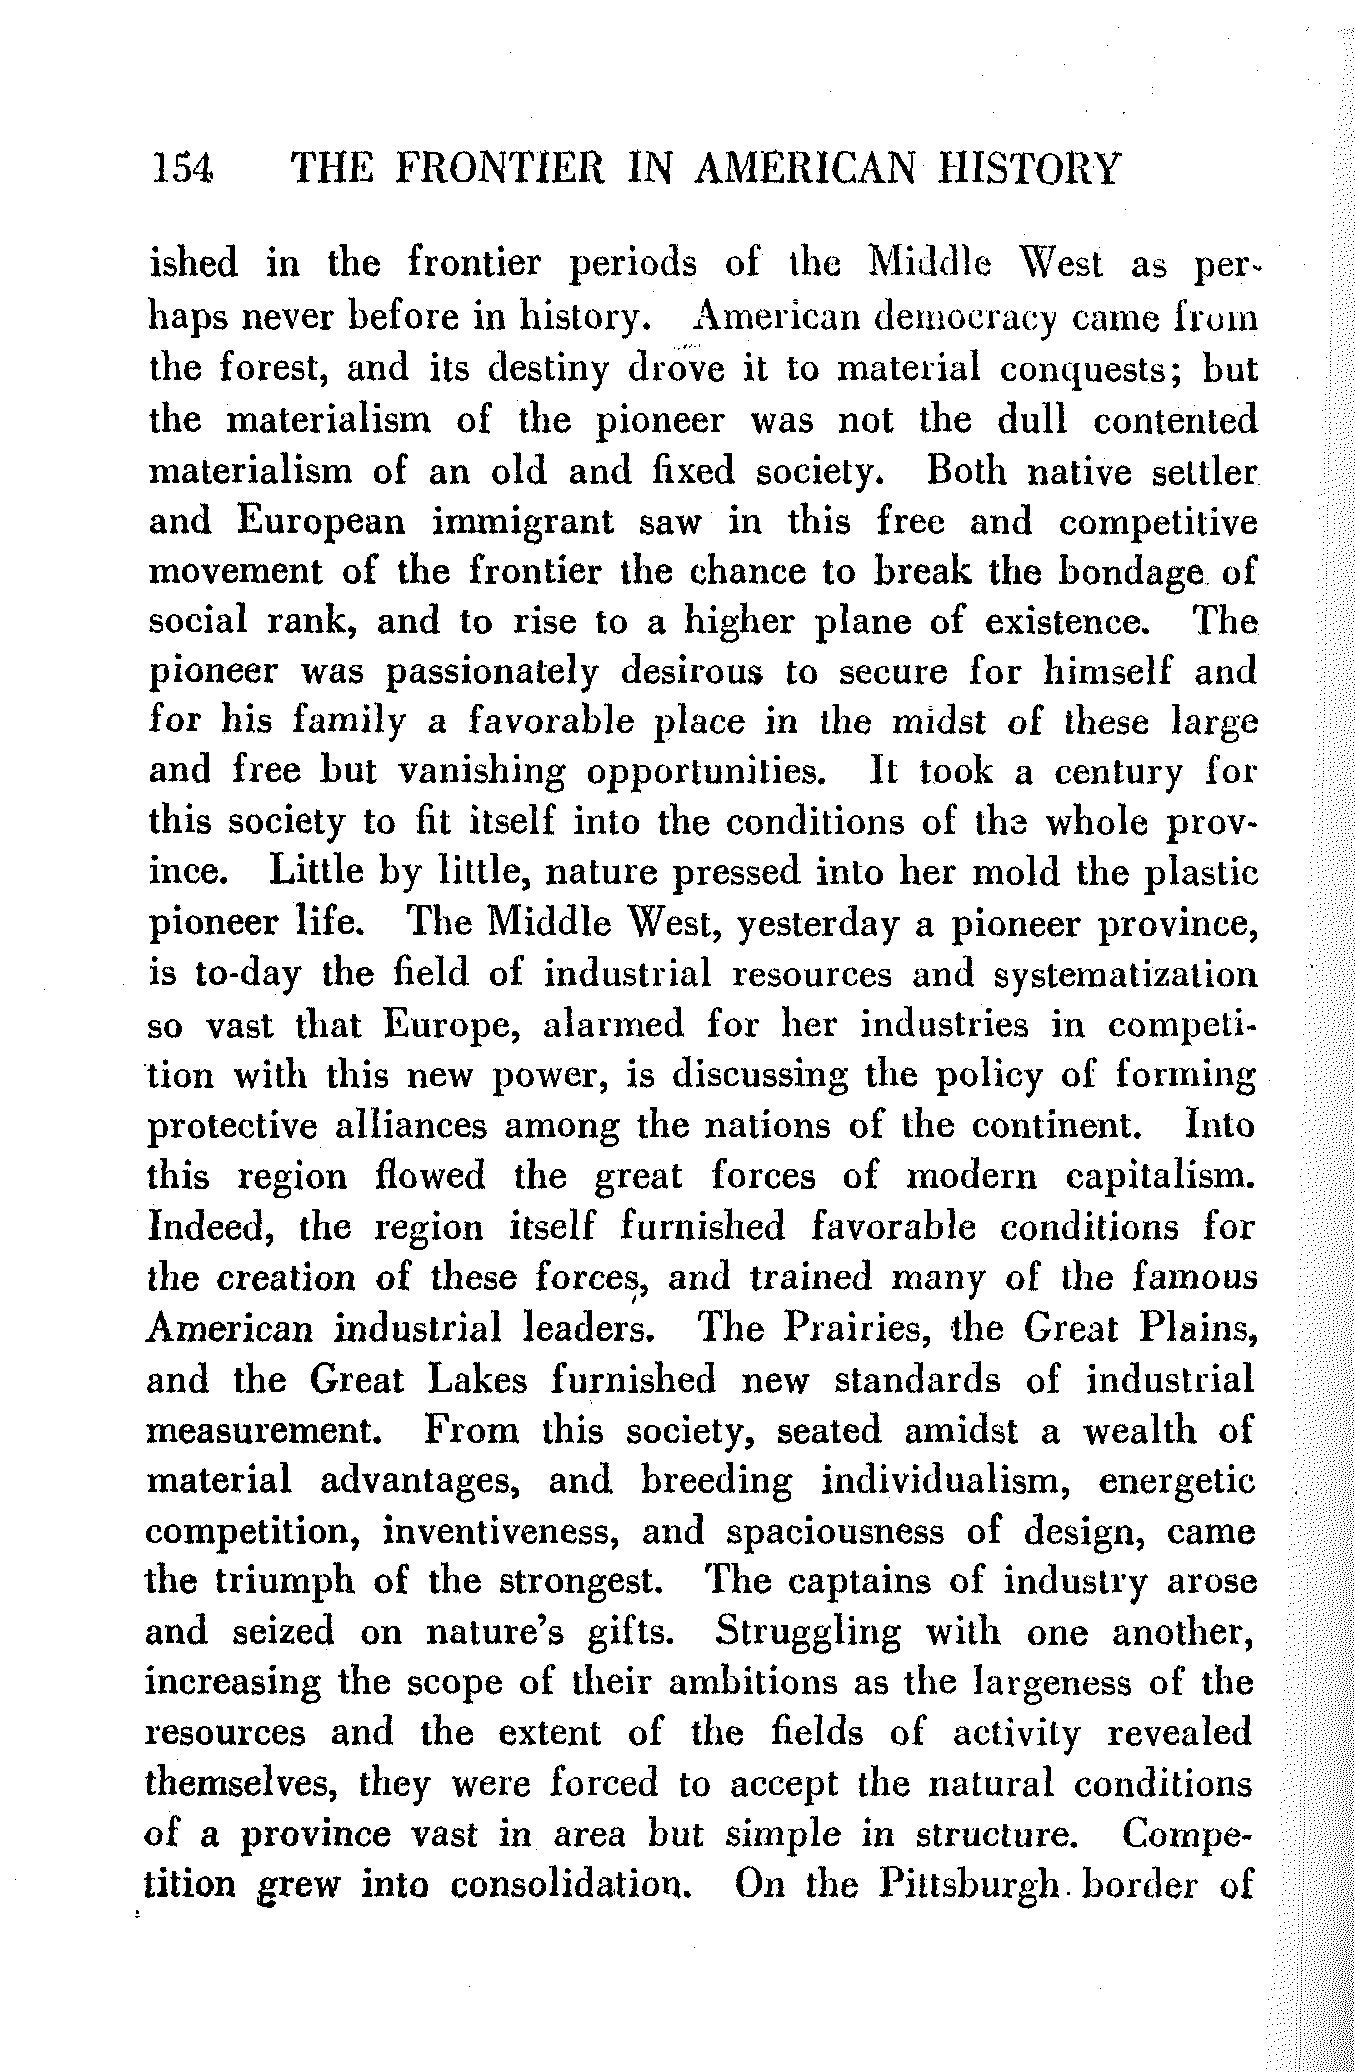 154 THE FRONTIER IN AMERICAN HISTORY
ished in the frontier periods of the Middle West as per-
haps never before in history. American democracy came from
the forest, and its destiny drove it to material conquests; but
the materialism of the pioneer was not the dull contented
materialism of an old and fixed society. Both native settler
and European immigrant saw in this free and competitive
movement of the frontier the chance to break the bondage of
social rank, and to rise to a higher plane of existence. The
pioneer was passionately desirous to secure for himself and
for his family a favorable place in the midst of these large
and free but vanishing opportunities. It took a century for
this society to fit itself into the conditions of the whole prov-
ince. Little by little, nature pressed into her mold the plastic
pioneer life. The Middle West, yesterday a pioneer province,
is to-day the field of industrial resources and systematization
so vast that Europe, alarmed for her industries in competi-
tion with this new power, is discussing the policy of forming
protective alliances among the nations of the continent. Into
this region flowed the great forces of modern capitalism.
Indeed, the region itself furnished favorable conditions for
the creation of these forces, and trained many of the famous
American industrial leaders. The Prairies, the Great Plains,
and the Great Lakes furnished new standards of industrial
measurement. From this society, seated amidst a wealth of
material advantages, and breeding individualism, energetic
competition, inventiveness, and spaciousness of design, came
the triumph of the strongest. The captains of industry arose
and seized on nature's gifts. Struggling with one another,
increasing the scope of their ambitions as the largeness of the
resources and the extent of the fields of activity revealed
themselves, they were forced to accept the natural conditions
of a province vast in area but simple in structure. Compe-
tition grew into consolidation. On the Pittsburgh border of